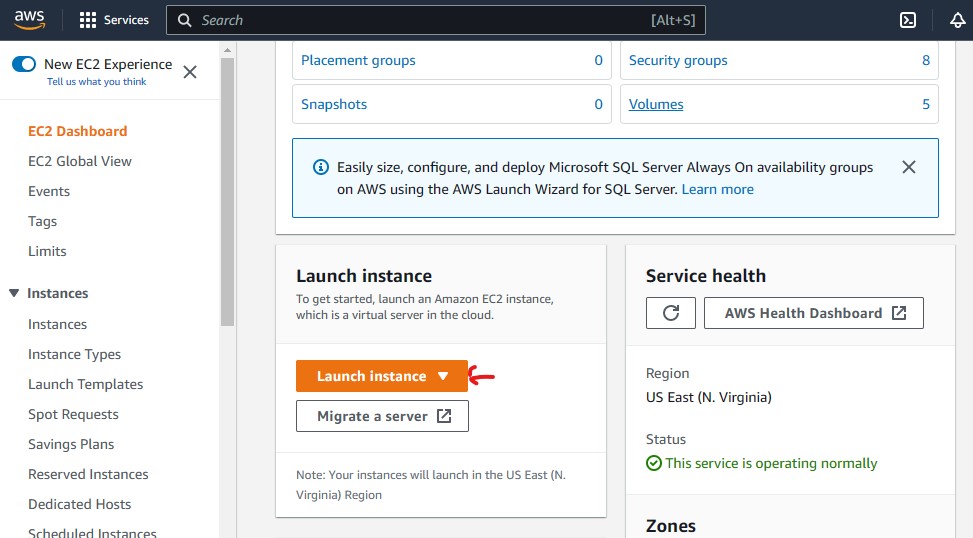 aws
Services
Search
[Alt+S]
New EC2 Experience
Tell us what you think
EC2 Dashboard
EC2 Global View
Events
Tags
Limits
Instances
Instances
Instance Types
Launch Templates
Spot Requests
Savings Plans
Reserved Instances
Dedicated Hosts
Scheduled Instances
Placement groups 0
Security groups 8
Snapshots 0
Volumes 5
Easily size, configure, and deploy Microsoft SQL Server Always On availability groups
on AWS using the AWS Launch Wizard for SQL Server. Learn more
Launch instance
To get started, launch an Amazon EC2 instance,
which is a virtual server in the cloud.
Launch instance
Migrate a server
Note: Your instances will launch in the US East (N.
Virginia) Region
Service health
AWS Health Dashboard
Region
US East (N. Virginia)
Status
This service is operating normally
Zones